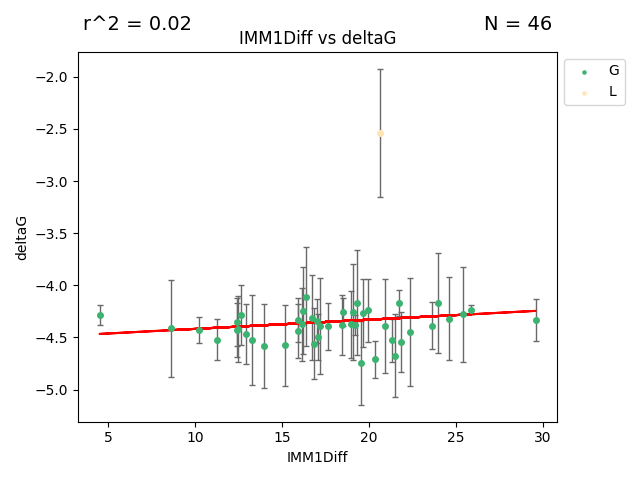 r^2 = 0.02
N = 46
IMM1Diff vs deltaG
G
L
−2.0
−2.5
−3.0
−3.5
−4.0
−4.5
−5.0
deltaG
5 10 15 20 25 30
IMM1Diff